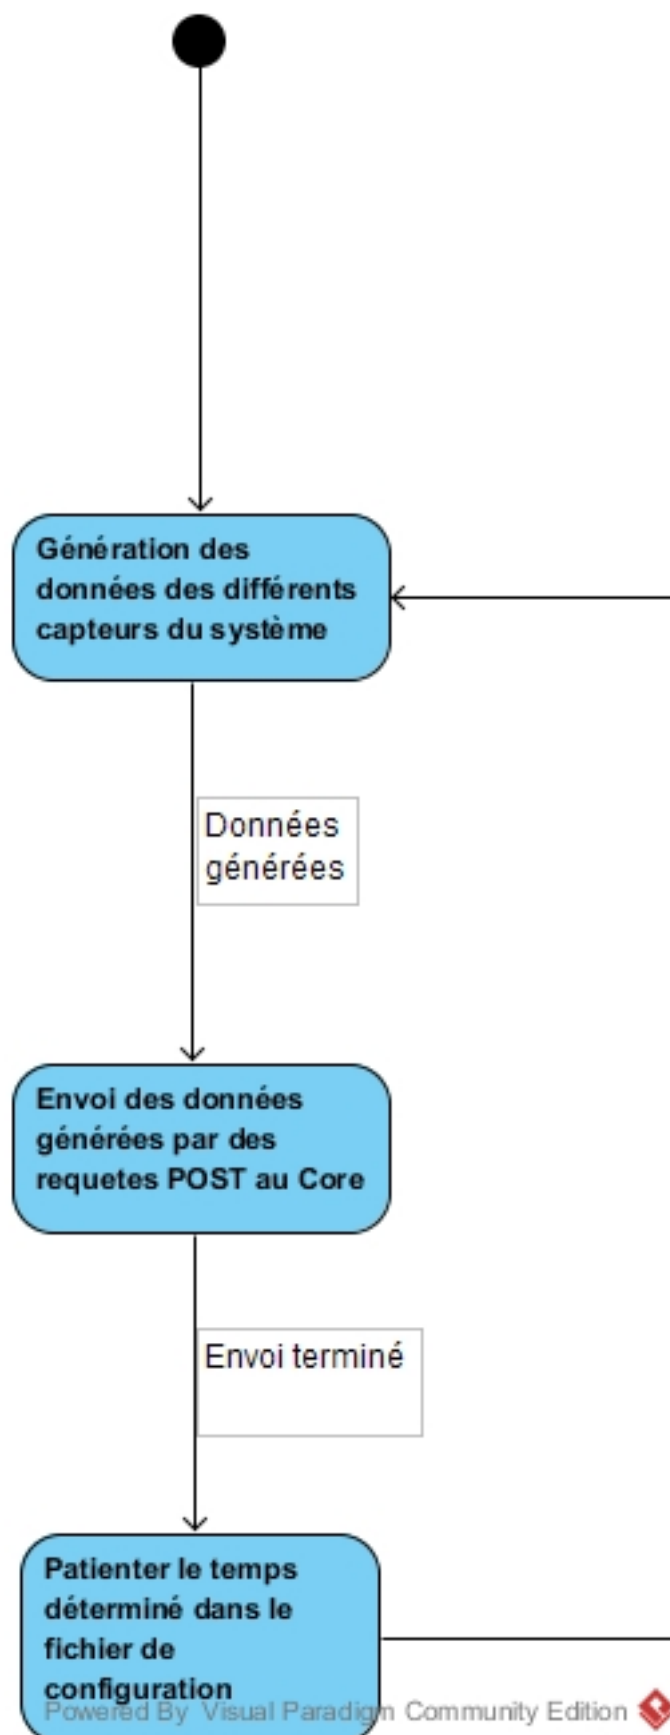 Génération des
données des différents
capteurs du système
Données
générées
Envoi des données
générées par des
requetes POST au Core
Envoi terminé
Patienter le temps
déterminé dans le
fichier de
configuration
Powered By Visual Paradigm Community Edition